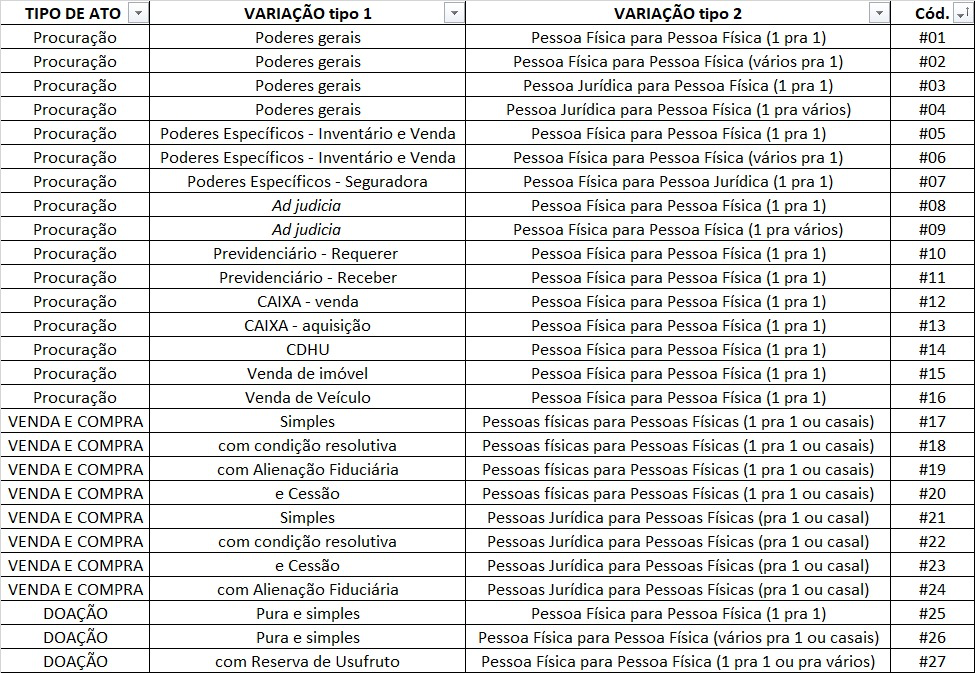 TIPO DE ATO VARIAÇÃO tipo 1 VARIAÇÃO tipo 2 Cód.
Procuração Poderes gerais Pessoa Física para Pessoa Física (1 pra 1) #01
Procuração Poderes gerais Pessoa Física para Pessoa Física (vários pra 1) #02
Procuração Poderes gerais Pessoa Jurídica para Pessoa Física (1 pra 1) #03
Procuração Poderes gerais Pessoa Jurídica para Pessoa Física (1 pra vários) #04
Procuração Poderes Específicos - Inventário e Venda Pessoa Física para Pessoa Física (1 pra 1) #05
Procuração Poderes Específicos - Inventário e Venda Pessoa Física para Pessoa Física (vários pra 1) #06
Procuração Poderes Específicos - Seguradora Pessoa Física para Pessoa Jurídica (1 pra 1) #07
Procuração Ad judicia Pessoa Física para Pessoa Física (1 pra 1) #08
Procuração Ad judicia Pessoa Física para Pessoa Física (1 pra vários) #09
Procuração Previdenciário - Requerer Pessoa Física para Pessoa Física (1 pra 1) #10
Procuração Previdenciário - Receber Pessoa Física para Pessoa Física (1 pra 1) #11
Procuração CAIXA - venda Pessoa Física para Pessoa Física (1 pra 1) #12
Procuração CAIXA - aquisição Pessoa Física para Pessoa Física (1 pra 1) #13
Procuração CDHU Pessoa Física para Pessoa Física (1 pra 1) #14
Procuração Venda de imóvel Pessoa Física para Pessoa Física (1 pra 1) #15
Procuração Venda de Veículo Pessoa Física para Pessoa Física (1 pra 1) #16
VENDA E COMPRA Simples Pessoas físicas para Pessoas Físicas (1 pra 1 ou casais) #17
VENDA E COMPRA com condição resolutiva Pessoas físicas para Pessoas Físicas (1 pra 1 ou casais) #18
VENDA E COMPRA com Alienação Fiduciária Pessoas físicas para Pessoas Físicas (1 pra 1 ou casais) #19
VENDA E COMPRA e Cessão Pessoas físicas para Pessoas Físicas (1 pra 1 ou casais) #20
VENDA E COMPRA Simples Pessoas Jurídica para Pessoas Físicas (pra 1 ou casal) #21
VENDA E COMPRA com condição resolutiva Pessoas Jurídica para Pessoas Físicas (pra 1 ou casal) #22
VENDA E COMPRA e Cessão Pessoas Jurídica para Pessoas Físicas (pra 1 ou casal) #23
VENDA E COMPRA com Alienação Fiduciária Pessoas Jurídica para Pessoas Físicas (pra 1 ou casal) #24
DOAÇÃO Pura e simples Pessoa Física para Pessoa Física (1 pra 1) #25
DOAÇÃO Pura e simples Pessoa Física para Pessoa Física (vários pra 1 ou casais) #26
DOAÇÃO com Reserva de Usufruto Pessoa Física para Pessoa Física (1 pra 1 ou pra vários) #27